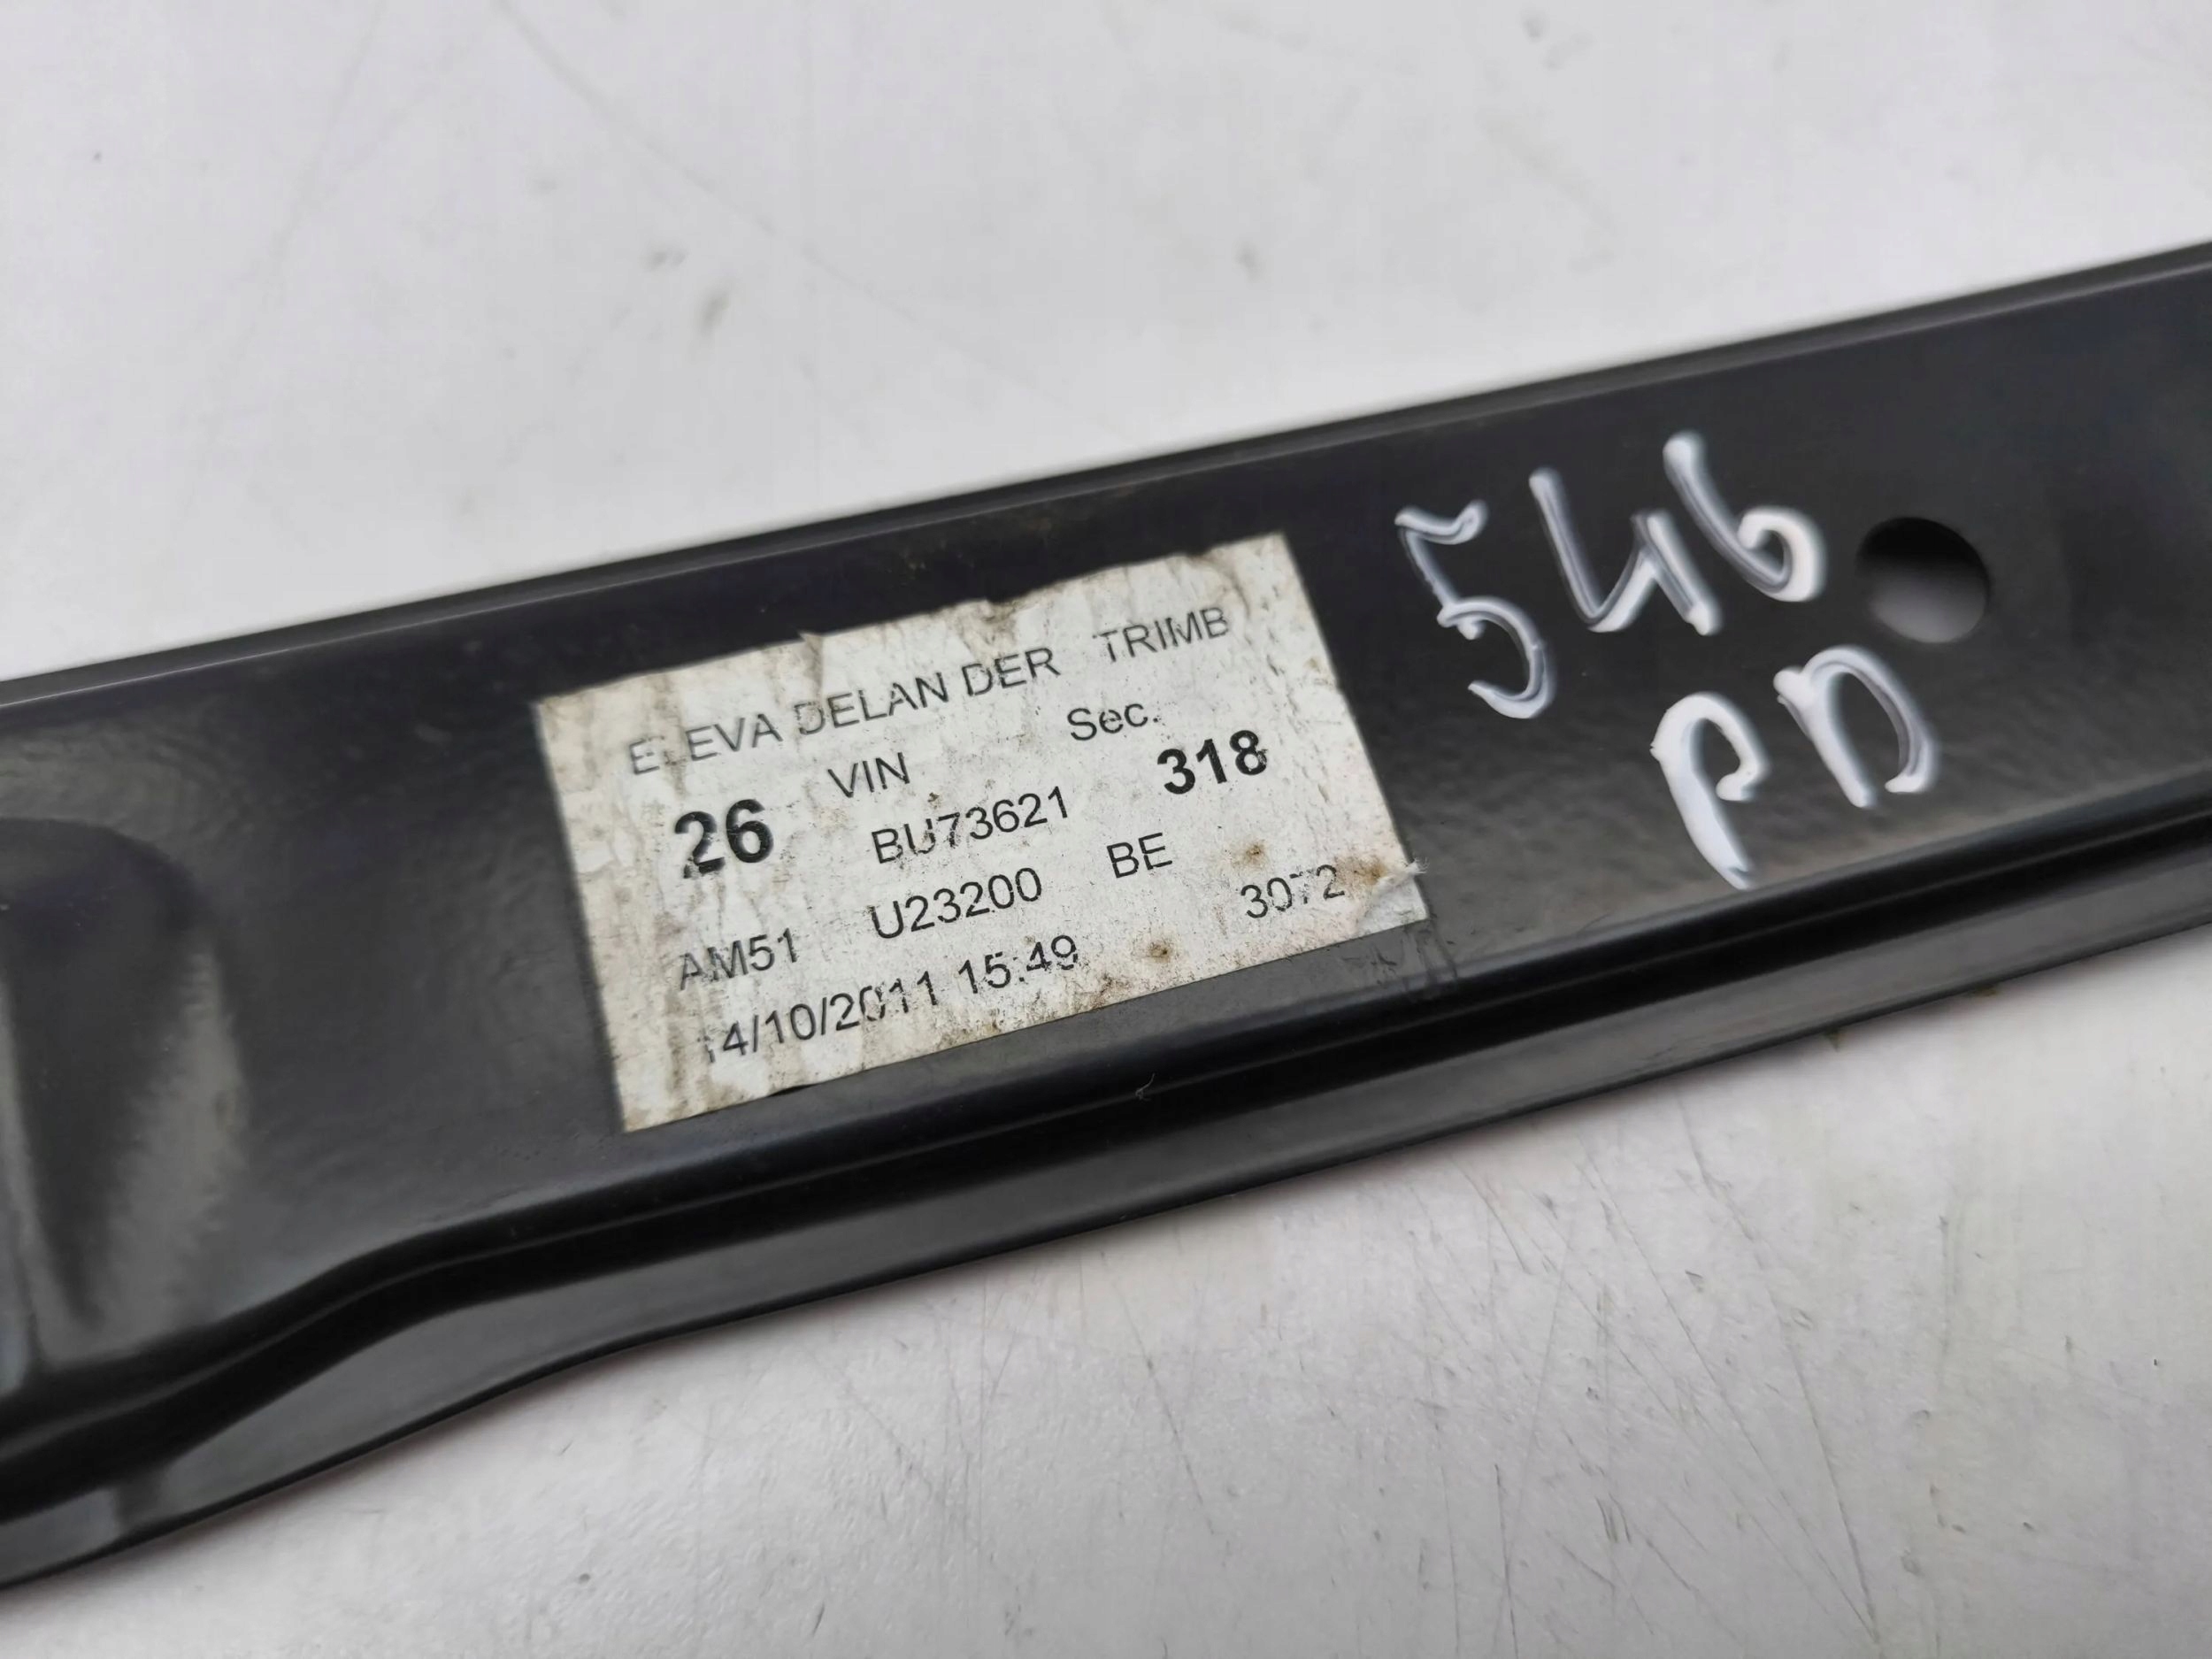 ELEVA DELAN DER TRIMB
VIN Sec.
26 BU73621 318
AM51 U23200 BE
14/10/2011 15:49 3072
546
PD